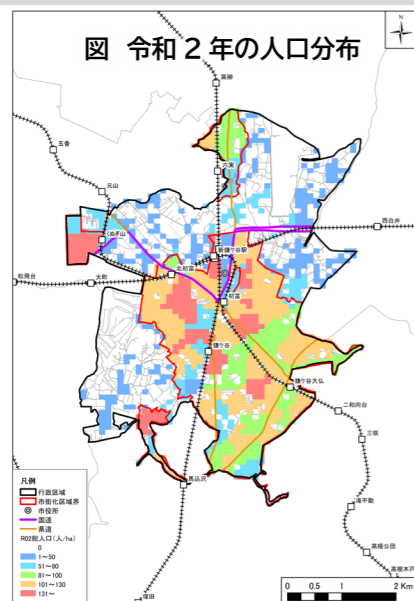 図 令和2年の人口分布
N
高柳
五香
六実
元山
くぬぎ山
西白井
新鎌ケ谷駅
松飛台
大町
北初富
初富
鎌ケ谷
鎌ケ谷大仏
二和向台
三咲
馬込沢
滝不動
高根公団
高根木戸
塚田
凡例
行政区域
市街化区域界
市役所
国道
県道
R02総人口(人/ha)
0
1~50
51~80
81~100
101~130
131~
0 0.5 1 2 Km